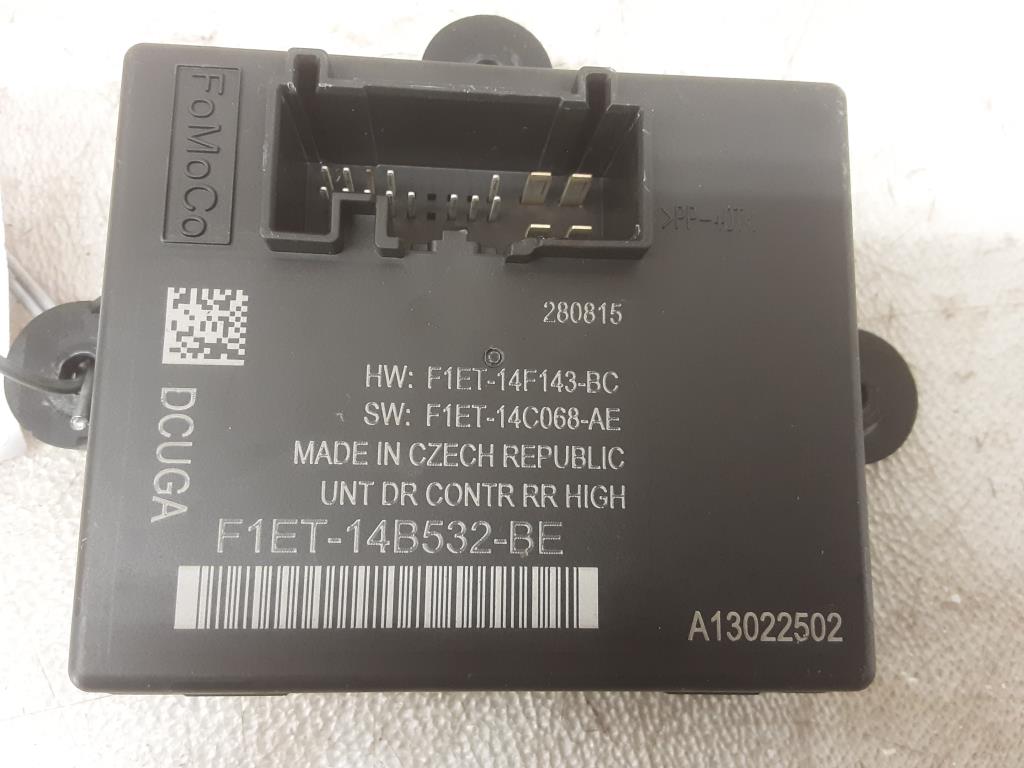 FoMoCo
280815
HW: F1ET-14F143-BC
SW: F1ET-14C068-AE
MADE IN CZECH REPUBLIC
UNT DR CONTR RR HIGH
DCUGA
F1ET-14B532-BE
A13022502